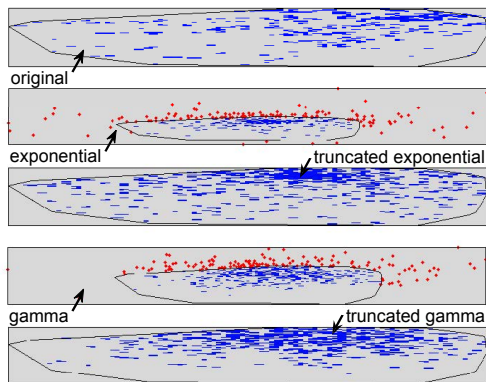 original
exponential
truncated exponential
gamma
truncated gamma